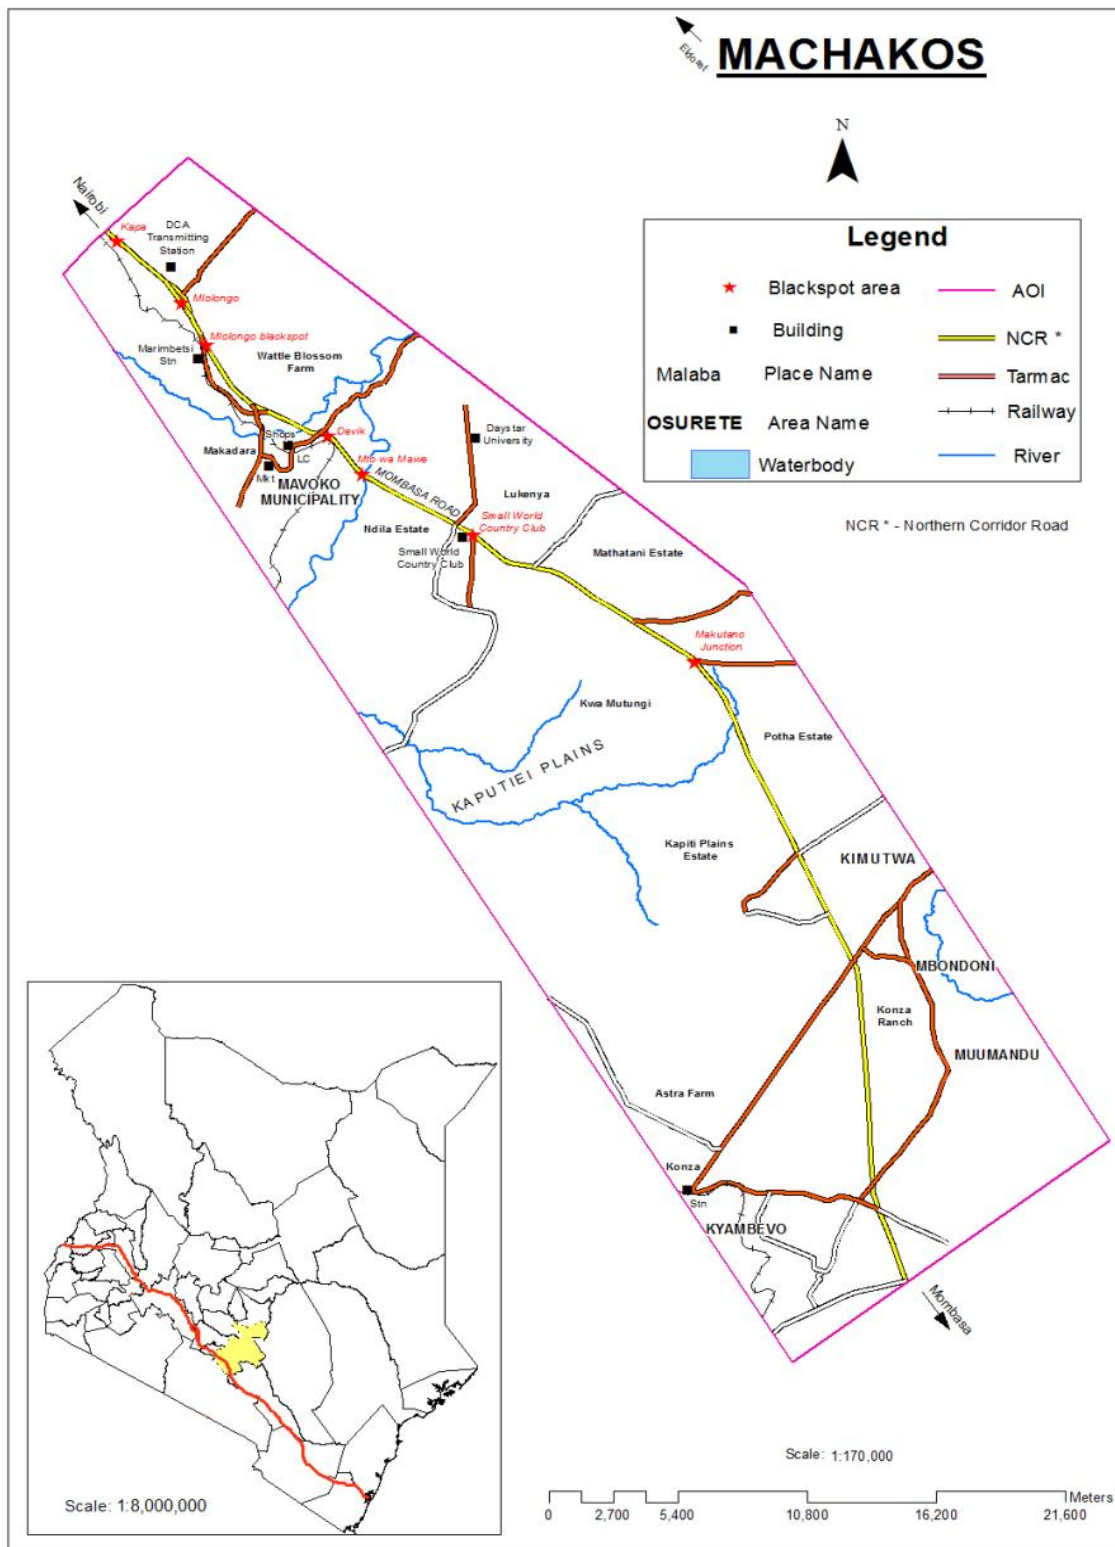 MACHAKOS
Eldoret
N
Nairobi
Legend
Blackspot area
AOI
Building
NCR *
Malaba
Place Name
Tarmac
OSURETE
Area Name
Railway
Waterbody
River
NCR * - Northern Corridor Road
Kapa
DCA
Transmitting
Station
Mlolongo
Mlolongo blackspot
Marimbetsi
Stn
Wattle Blossom
Farm
Devik
Shops
Makadara
LC
Mkt
MAVOKO
MUNICIPALITY
Mto wa Mawe
MOMBASA ROAD
Daystar
University
Lukenya
Ndila Estate
Small World
Country Club
Small World
Country Club
Mathatani Estate
Makutano
Junction
Kwa Mutungi
Potha Estate
KAPUTIEI PLAINS
Kapiti Plains
Estate
KIMUTWA
MBONDONI
Konza
Ranch
MUUMANDU
Astra Farm
Konza
Stn
KYAMBEVO
Mombasa
Scale: 1:8,000,000
Scale: 1:170,000
Meters
0 2,700 5,400 10,800 16,200 21,600